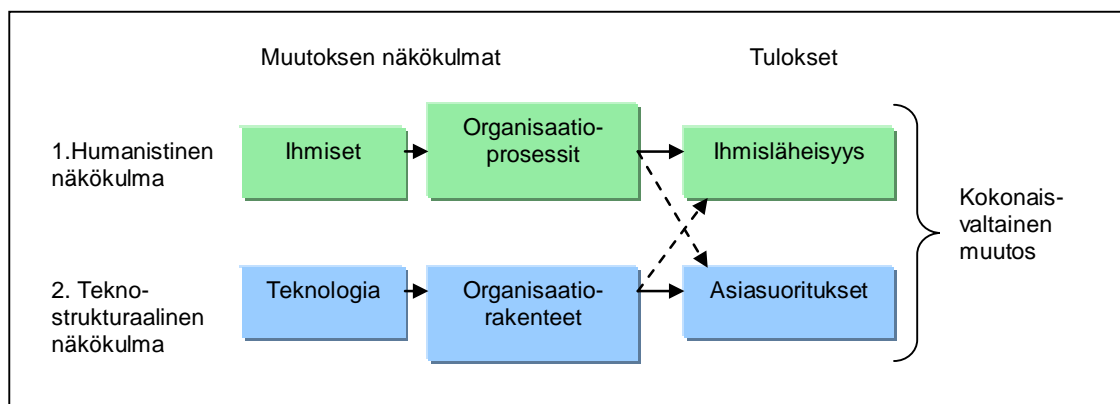 Muutoksen näkökulmat
Tulokset
1.Humanistinen
näkökulma
Ihmiset
Organisaatio-
prosessit
Ihmisläheisyys
Kokonais-
valtainen
muutos
2. Tekno-
strukturaalinen
näkökulma
Teknologia
Organisaatio-
rakenteet
Asiasuoritukset